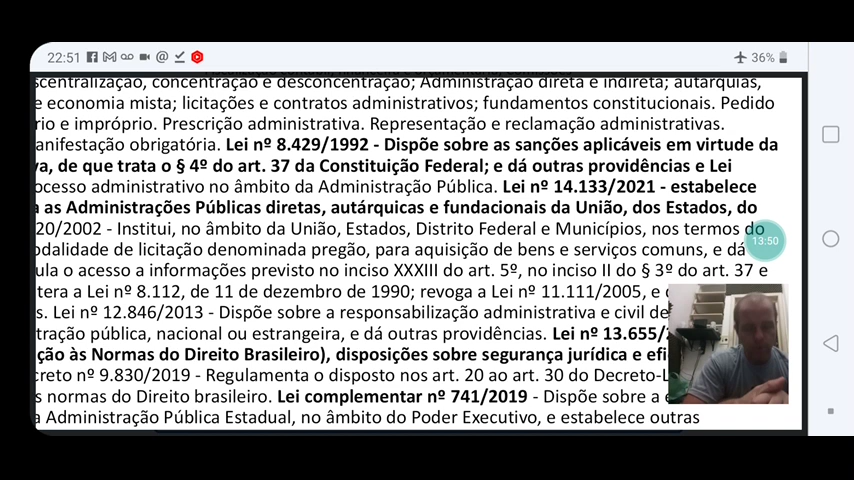 22:51
36%
scentralização, concentração e desconcentração; Administração direta e indireta; autarquias,
e economia mista; licitações e contratos administrativos; fundamentos constitucionais. Pedido
rio e impróprio. Prescrição administrativa. Representação e reclamação administrativas.
anifestação obrigatória. Lei nº 8.429/1992 - Dispõe sobre as sanções aplicáveis em virtude da
va, de que trata o § 4º do art. 37 da Constituição Federal; e dá outras providências e Lei
ocesso administrativo no âmbito da Administração Pública. Lei nº 14.133/2021 - estabelece
a as Administrações Públicas diretas, autárquicas e fundacionais da União, dos Estados, do
20/2002 - Institui, no âmbito da União, Estados, Distrito Federal e Municípios, nos termos do
odalidade de licitação denominada pregão, para aquisição de bens e serviços comuns, e dá
13:50
ula o acesso a informações previsto no inciso XXXIII do art. 5º, no inciso II do § 3º do art. 37 e
tera a Lei nº 8.112, de 11 de dezembro de 1990; revoga a Lei nº 11.111/2005, e
s. Lei nº 12.846/2013 - Dispõe sobre a responsabilização administrativa e civil de
tração pública, nacional ou estrangeira, e dá outras providências. Lei nº 13.655/
ção às Normas do Direito Brasileiro), disposições sobre segurança jurídica e efi
creto nº 9.830/2019 - Regulamenta o disposto nos art. 20 ao art. 30 do Decreto-L
s normas do Direito brasileiro. Lei complementar nº 741/2019 - Dispõe sobre a e
a Administração Pública Estadual, no âmbito do Poder Executivo, e estabelece outras